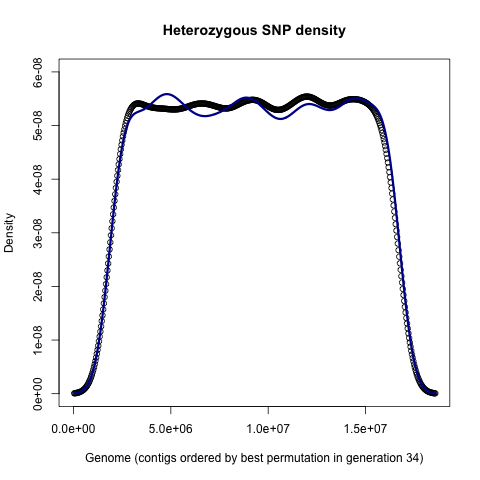 Heterozygous SNP density
Density
6e-08
5e-08
4e-08
3e-08
2e-08
1e-08
0e+00
0.0e+00 5.0e+06 1.0e+07 1.5e+07
Genome (contigs ordered by best permutation in generation 34)